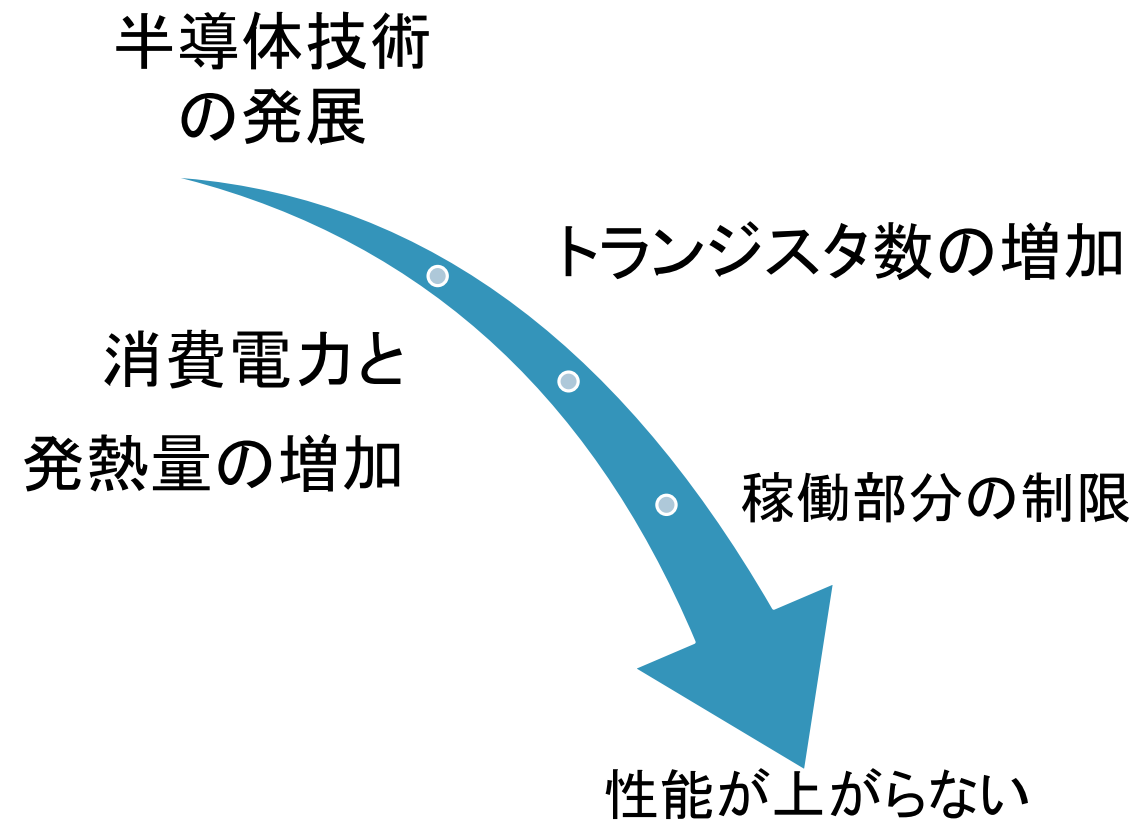 半導体技術
の発展
トランジスタ数の増加
消費電力と
発熱量の増加
稼働部分の制限
性能が上がらない